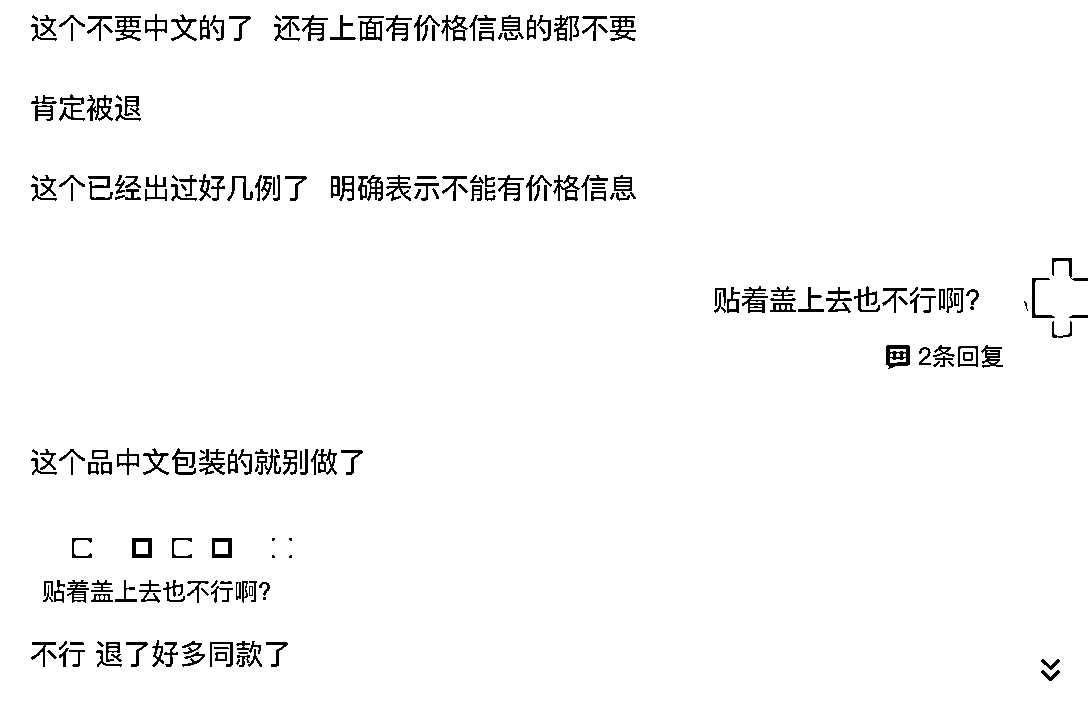 这个不要中文的了 还有上面有价格信息的都不要
肯定被退
这个已经出过好几例了 明确表示不能有价格信息
贴着盖上去也不行啊?
2条回复
这个品中文包装的就别做了
贴着盖上去也不行啊?
不行 退了好多同款了